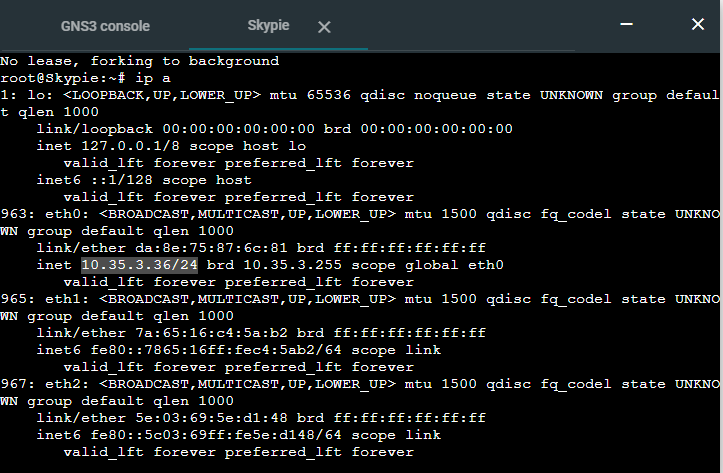 GNS3 console
Skypie
No lease, forking to background
root@Skypie:~# ip a
1: lo: <LOOPBACK,UP,LOWER_UP> mtu 65536 qdisc noqueue state UNKNOWN group defaul
t qlen 1000
link/loopback 00:00:00:00:00:00 brd 00:00:00:00:00:00
inet 127.0.0.1/8 scope host lo
valid_lft forever preferred_lft forever
inet6 ::1/128 scope host
valid_lft forever preferred_lft forever
963: eth0: <BROADCAST,MULTICAST,UP,LOWER_UP> mtu 1500 qdisc fq_codel state UNKNO
WN group default qlen 1000
link/ether da:8e:75:87:6c:81 brd ff:ff:ff:ff:ff:ff
inet 10.35.3.36/24 brd 10.35.3.255 scope global eth0
valid_lft forever preferred_lft forever
965: eth1: <BROADCAST,MULTICAST,UP,LOWER_UP> mtu 1500 qdisc fq_codel state UNKNO
WN group default qlen 1000
link/ether 7a:65:16:c4:5a:b2 brd ff:ff:ff:ff:ff:ff
inet6 fe80::7865:16ff:fec4:5ab2/64 scope link
valid_lft forever preferred_lft forever
967: eth2: <BROADCAST,MULTICAST,UP,LOWER_UP> mtu 1500 qdisc fq_codel state UNKNO
WN group default qlen 1000
link/ether 5e:03:69:5e:d1:48 brd ff:ff:ff:ff:ff:ff
inet6 fe80::5c03:69ff:fe5e:d148/64 scope link
valid_lft forever preferred_lft forever